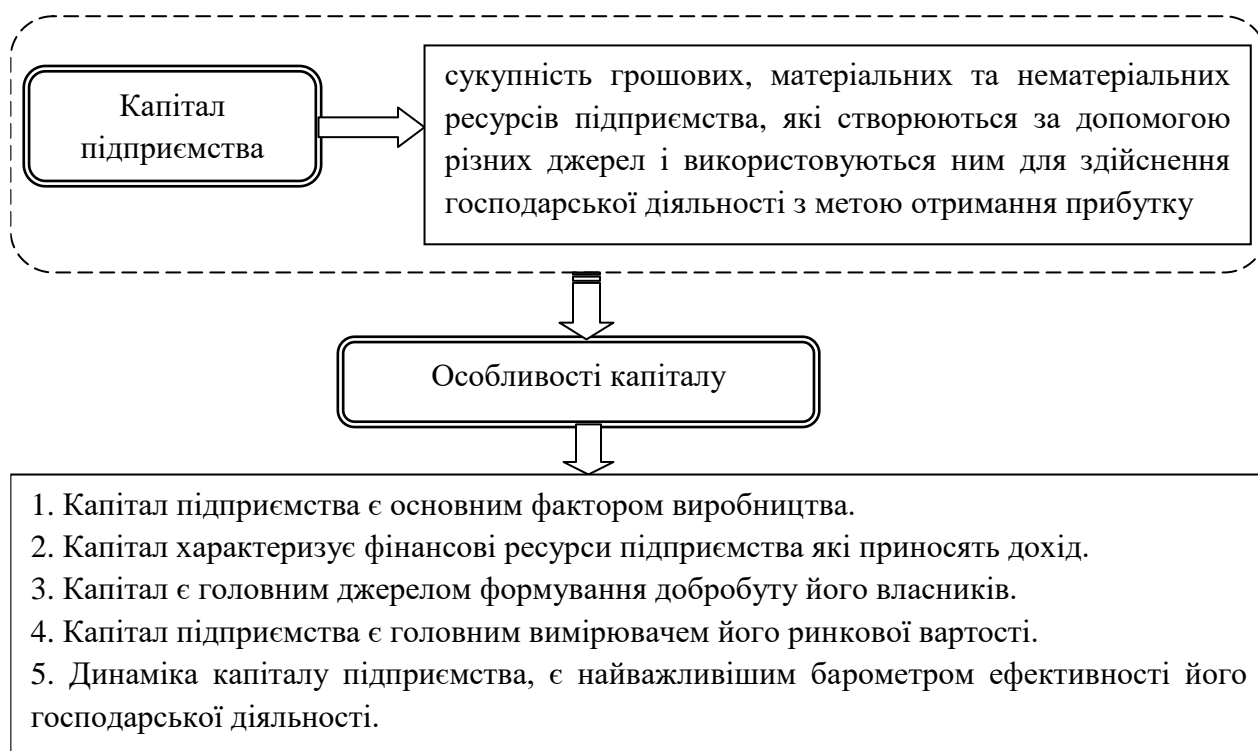 Капітал
підприємства
сукупність грошових, матеріальних та нематеріальних
ресурсів підприємства, які створюються за допомогою
різних джерел і використовуються ним для здійснення
господарської діяльності з метою отримання прибутку
Особливості капіталу
1. Капітал підприємства є основним фактором виробництва.
2. Капітал характеризує фінансові ресурси підприємства які приносять дохід.
3. Капітал є головним джерелом формування добробуту його власників.
4. Капітал підприємства є головним вимірювачем його ринкової вартості.
5. Динаміка капіталу підприємства, є найважливішим барометром ефективності його
господарської діяльності.